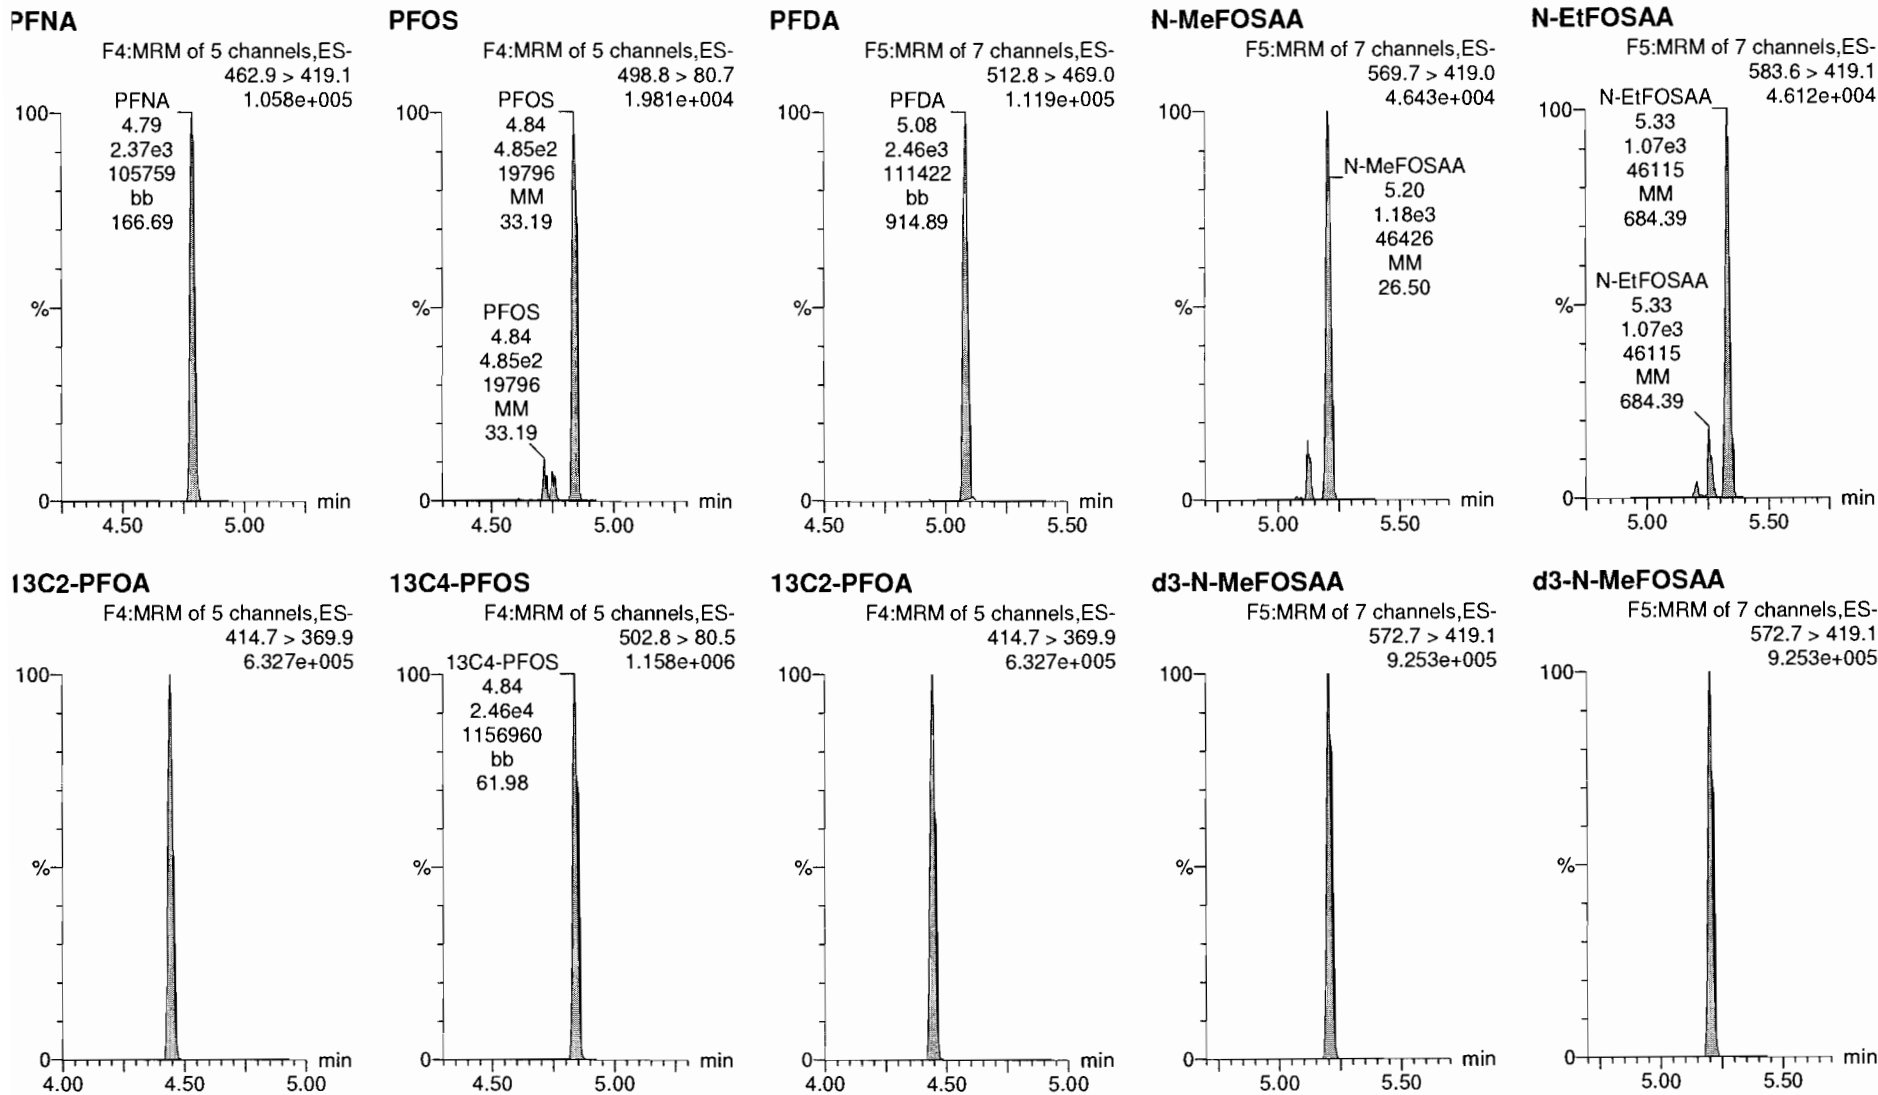 PFNA
F4:MRM of 5 channels,ES-
462.9 > 419.1
1.058e+005
PFNA
4.79
2.37e3
105759
bb
166.69
100
%
0
4.50
5.00
min
PFOS
F4:MRM of 5 channels,ES-
498.8 > 80.7
1.981e+004
PFOS
4.84
4.85e2
19796
MM
33.19
PFOS
4.84
4.85e2
19796
MM
33.19
100
%
0
4.50
5.00
min
PFDA
F5:MRM of 7 channels,ES-
512.8 > 469.0
1.119e+005
PFDA
5.08
2.46e3
111422
bb
914.89
100
%
0
4.50
5.00
5.50
min
N-MeFOSAA
F5:MRM of 7 channels,ES-
569.7 > 419.0
4.643e+004
N-MeFOSAA
5.20
1.18e3
46426
MM
26.50
100
%
0
5.00
5.50
min
N-EtFOSAA
F5:MRM of 7 channels,ES-
583.6 > 419.1
4.612e+004
N-EtFOSAA
5.33
1.07e3
46115
MM
684.39
N-EtFOSAA
5.33
1.07e3
46115
MM
684.39
100
%
0
5.00
5.50
min
13C2-PFOA
F4:MRM of 5 channels,ES-
414.7 > 369.9
6.327e+005
100
%
0
4.00
4.50
5.00
min
13C4-PFOS
F4:MRM of 5 channels,ES-
502.8 > 80.5
1.158e+006
13C4-PFOS
4.84
2.46e4
1156960
bb
61.98
100
%
0
4.50
5.00
min
13C2-PFOA
F4:MRM of 5 channels,ES-
414.7 > 369.9
6.327e+005
100
%
0
4.00
4.50
5.00
min
d3-N-MeFOSAA
F5:MRM of 7 channels,ES-
572.7 > 419.1
9.253e+005
100
%
0
5.00
5.50
min
d3-N-MeFOSAA
F5:MRM of 7 channels,ES-
572.7 > 419.1
9.253e+005
100
%
0
5.00
5.50
min